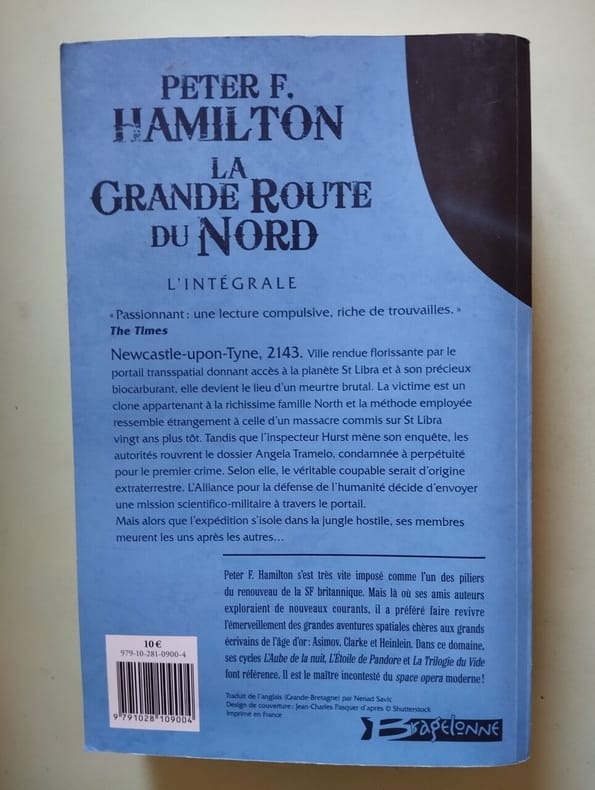 PETER F.
HAMILTON
LA
GRANDE ROUTE
DU NORD
L'INTÉGRALE
« Passionnant : une lecture compulsive, riche de trouvailles. »
The Times
Newcastle-upon-Tyne, 2143. Ville rendue florissante par le
portail transspatial donnant accès à la planète St Libra et à son précieux
biocarburant, elle devient le lieu d'un meurtre brutal. La victime est un
clone appartenant à la richissime famille North et la méthode employée
ressemble étrangement à celle d'un massacre commis sur St Libra
vingt ans plus tôt. Tandis que l'inspecteur Hurst mène son enquête, les
autorités rouvrent le dossier Angela Tramelo, condamnée à perpétuité
pour le premier crime. Selon elle, le véritable coupable serait d'origine
extraterrestre. L'Alliance pour la défense de l'humanité décide d'envoyer
une mission scientifico-militaire à travers le portail.
Mais alors que l'expédition s'isole dans la jungle hostile, ses membres
meurent les uns après les autres…
Peter F. Hamilton s'est très vite imposé comme l'un des piliers
du renouveau de la SF britannique. Mais là où ses amis auteurs
exploraient de nouveaux courants, il a préféré faire revivre
l'émerveillement des grandes aventures spatiales chères aux grands
écrivains de l'âge d'or : Asimov, Clarke et Heinlein. Dans ce domaine,
ses cycles L'Aube de la nuit, L'Étoile de Pandore et La Trilogie du Vide
font référence. Il est le maître incontesté du space opera moderne !
Traduit de l'anglais (Grande-Bretagne) par Nenad Savic
Design de couverture : Jean-Charles Pasquer d'après © Shutterstock
Imprimé en France
10 €
979-10-281-0900-4
9 791028 109004
Bragelonne